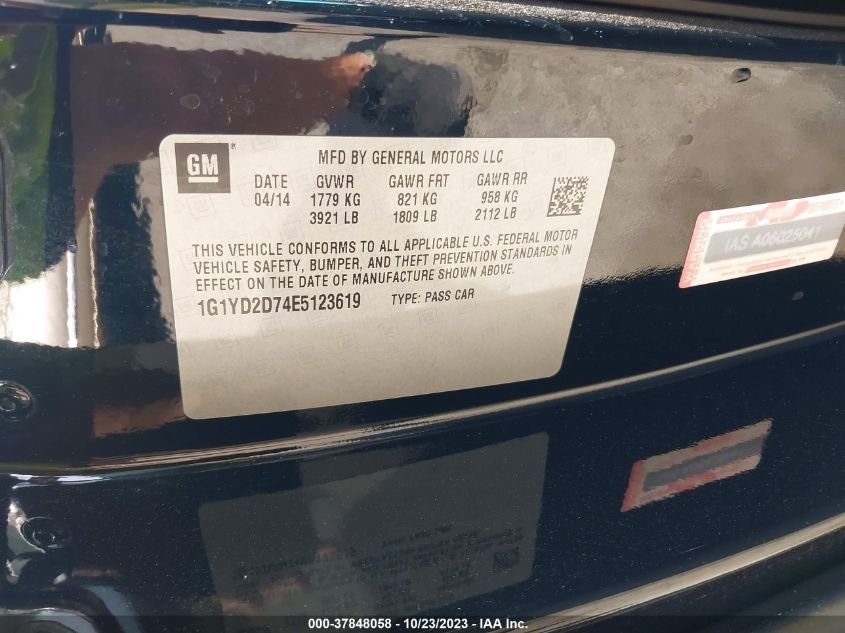 GM
MFD BY GENERAL MOTORS LLC
DATE GVWR GAWR FRT GAWR RR
04/14 1779 KG 821 KG 958 KG
3921 LB 1809 LB 2112 LB
THIS VEHICLE CONFORMS TO ALL APPLICABLE U.S. FEDERAL MOTOR
VEHICLE SAFETY, BUMPER, AND THEFT PREVENTION STANDARDS IN
EFFECT ON THE DATE OF MANUFACTURE SHOWN ABOVE.
1G1YD2D74E5123619 TYPE: PASS CAR
WARNING
IAS A06025041
000-37848058 - 10/23/2023 - IAAI.com